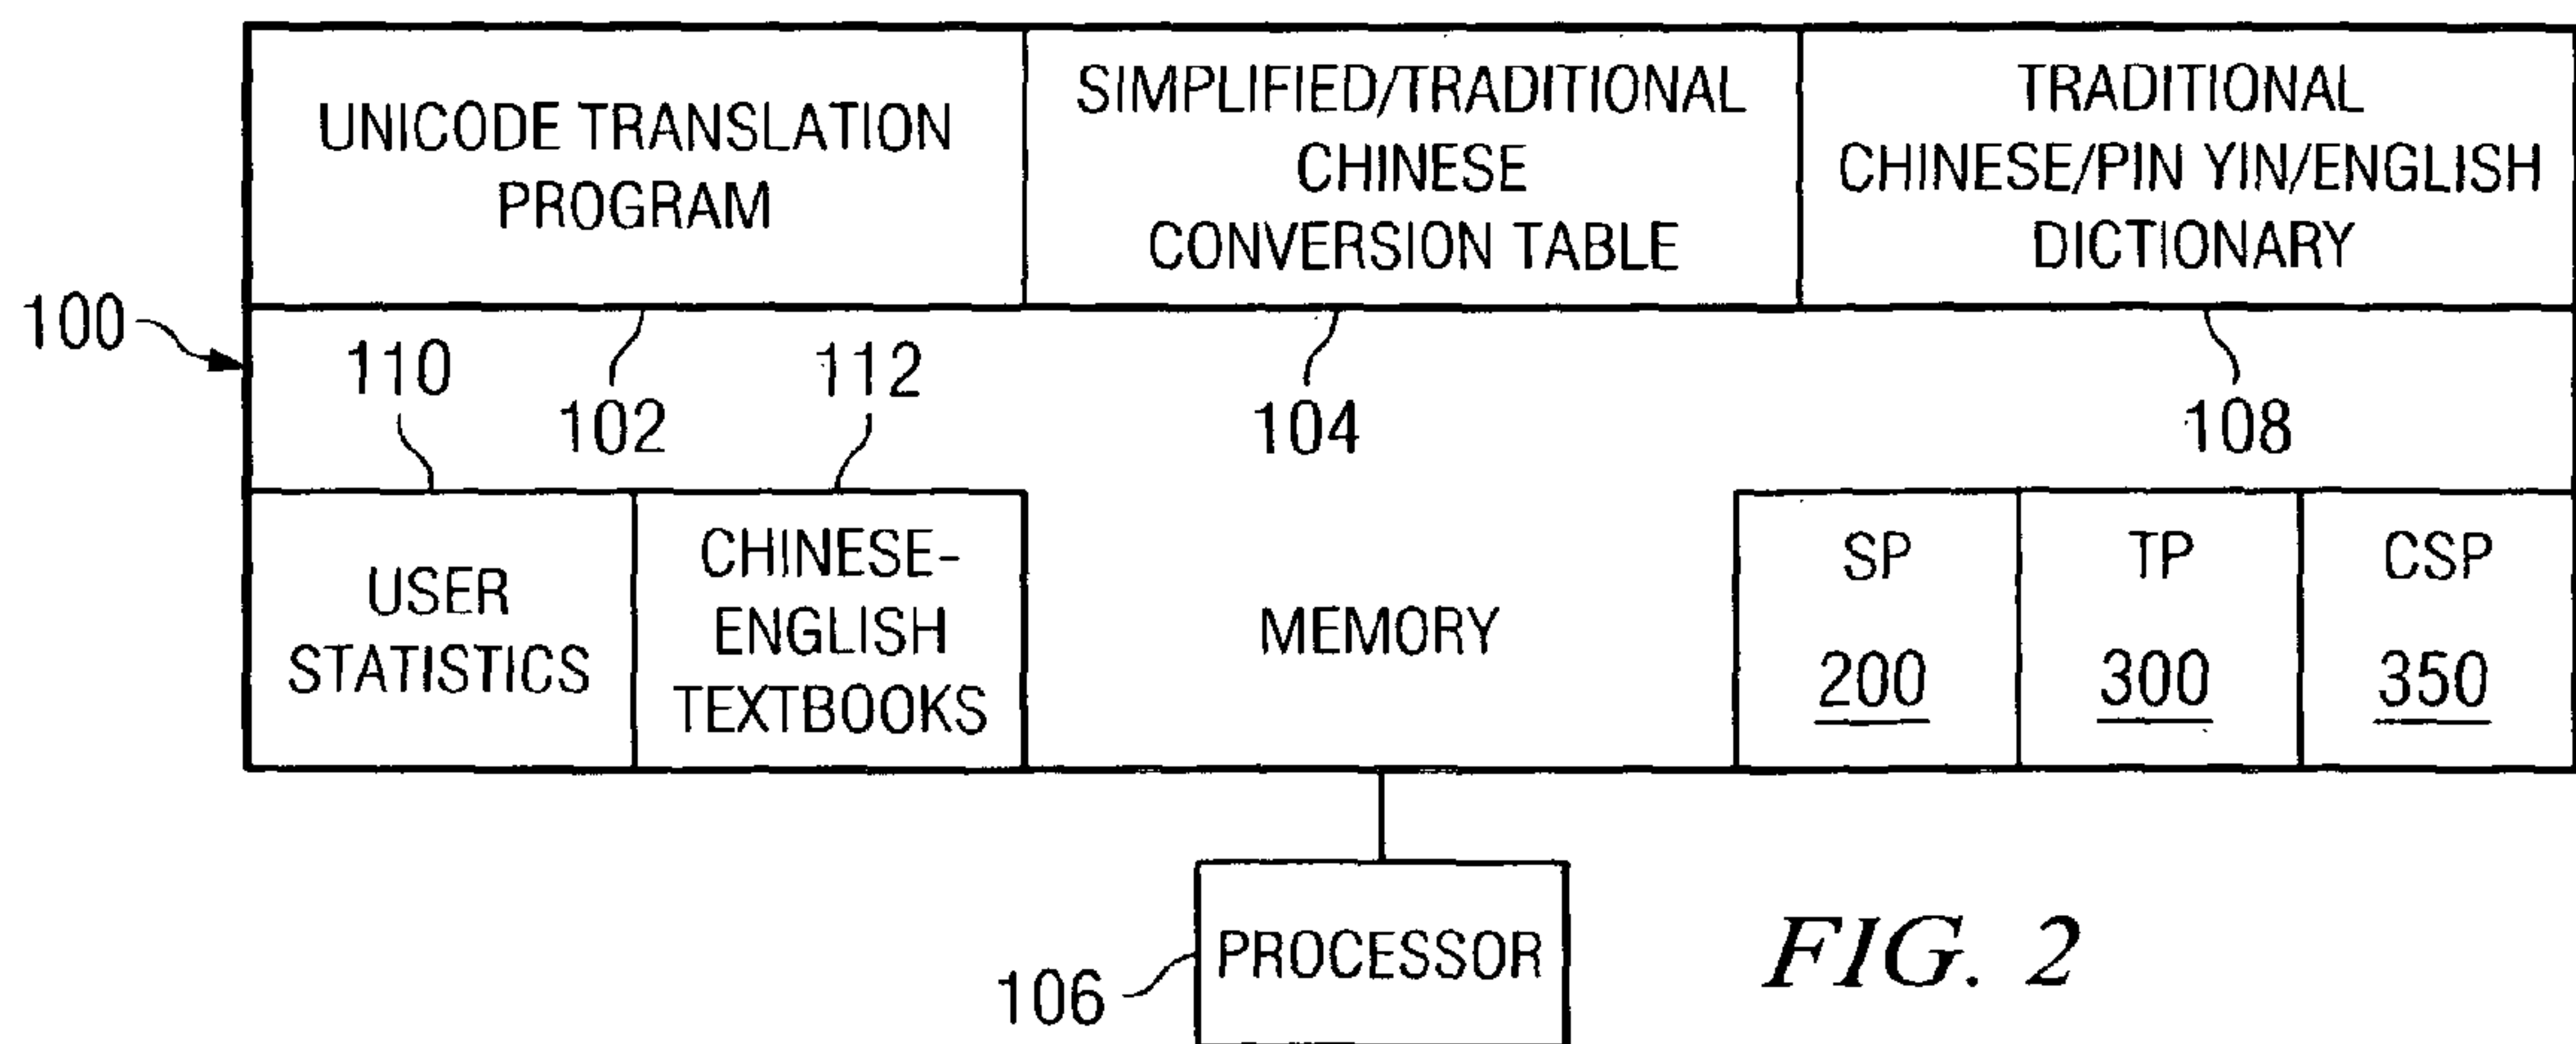 UNICODE TRANSLATION
PROGRAM
SIMPLIFIED/TRADITIONAL
CHINESE
CONVERSION TABLE
TRADITIONAL
CHINESE/PIN YIN/ENGLISH
DICTIONARY
100
110
102
112
104
108
USER
STATISTICS
CHINESE-
ENGLISH
TEXTBOOKS
MEMORY
SP
200
TP
300
CSP
350
PROCESSOR
106
FIG. 2